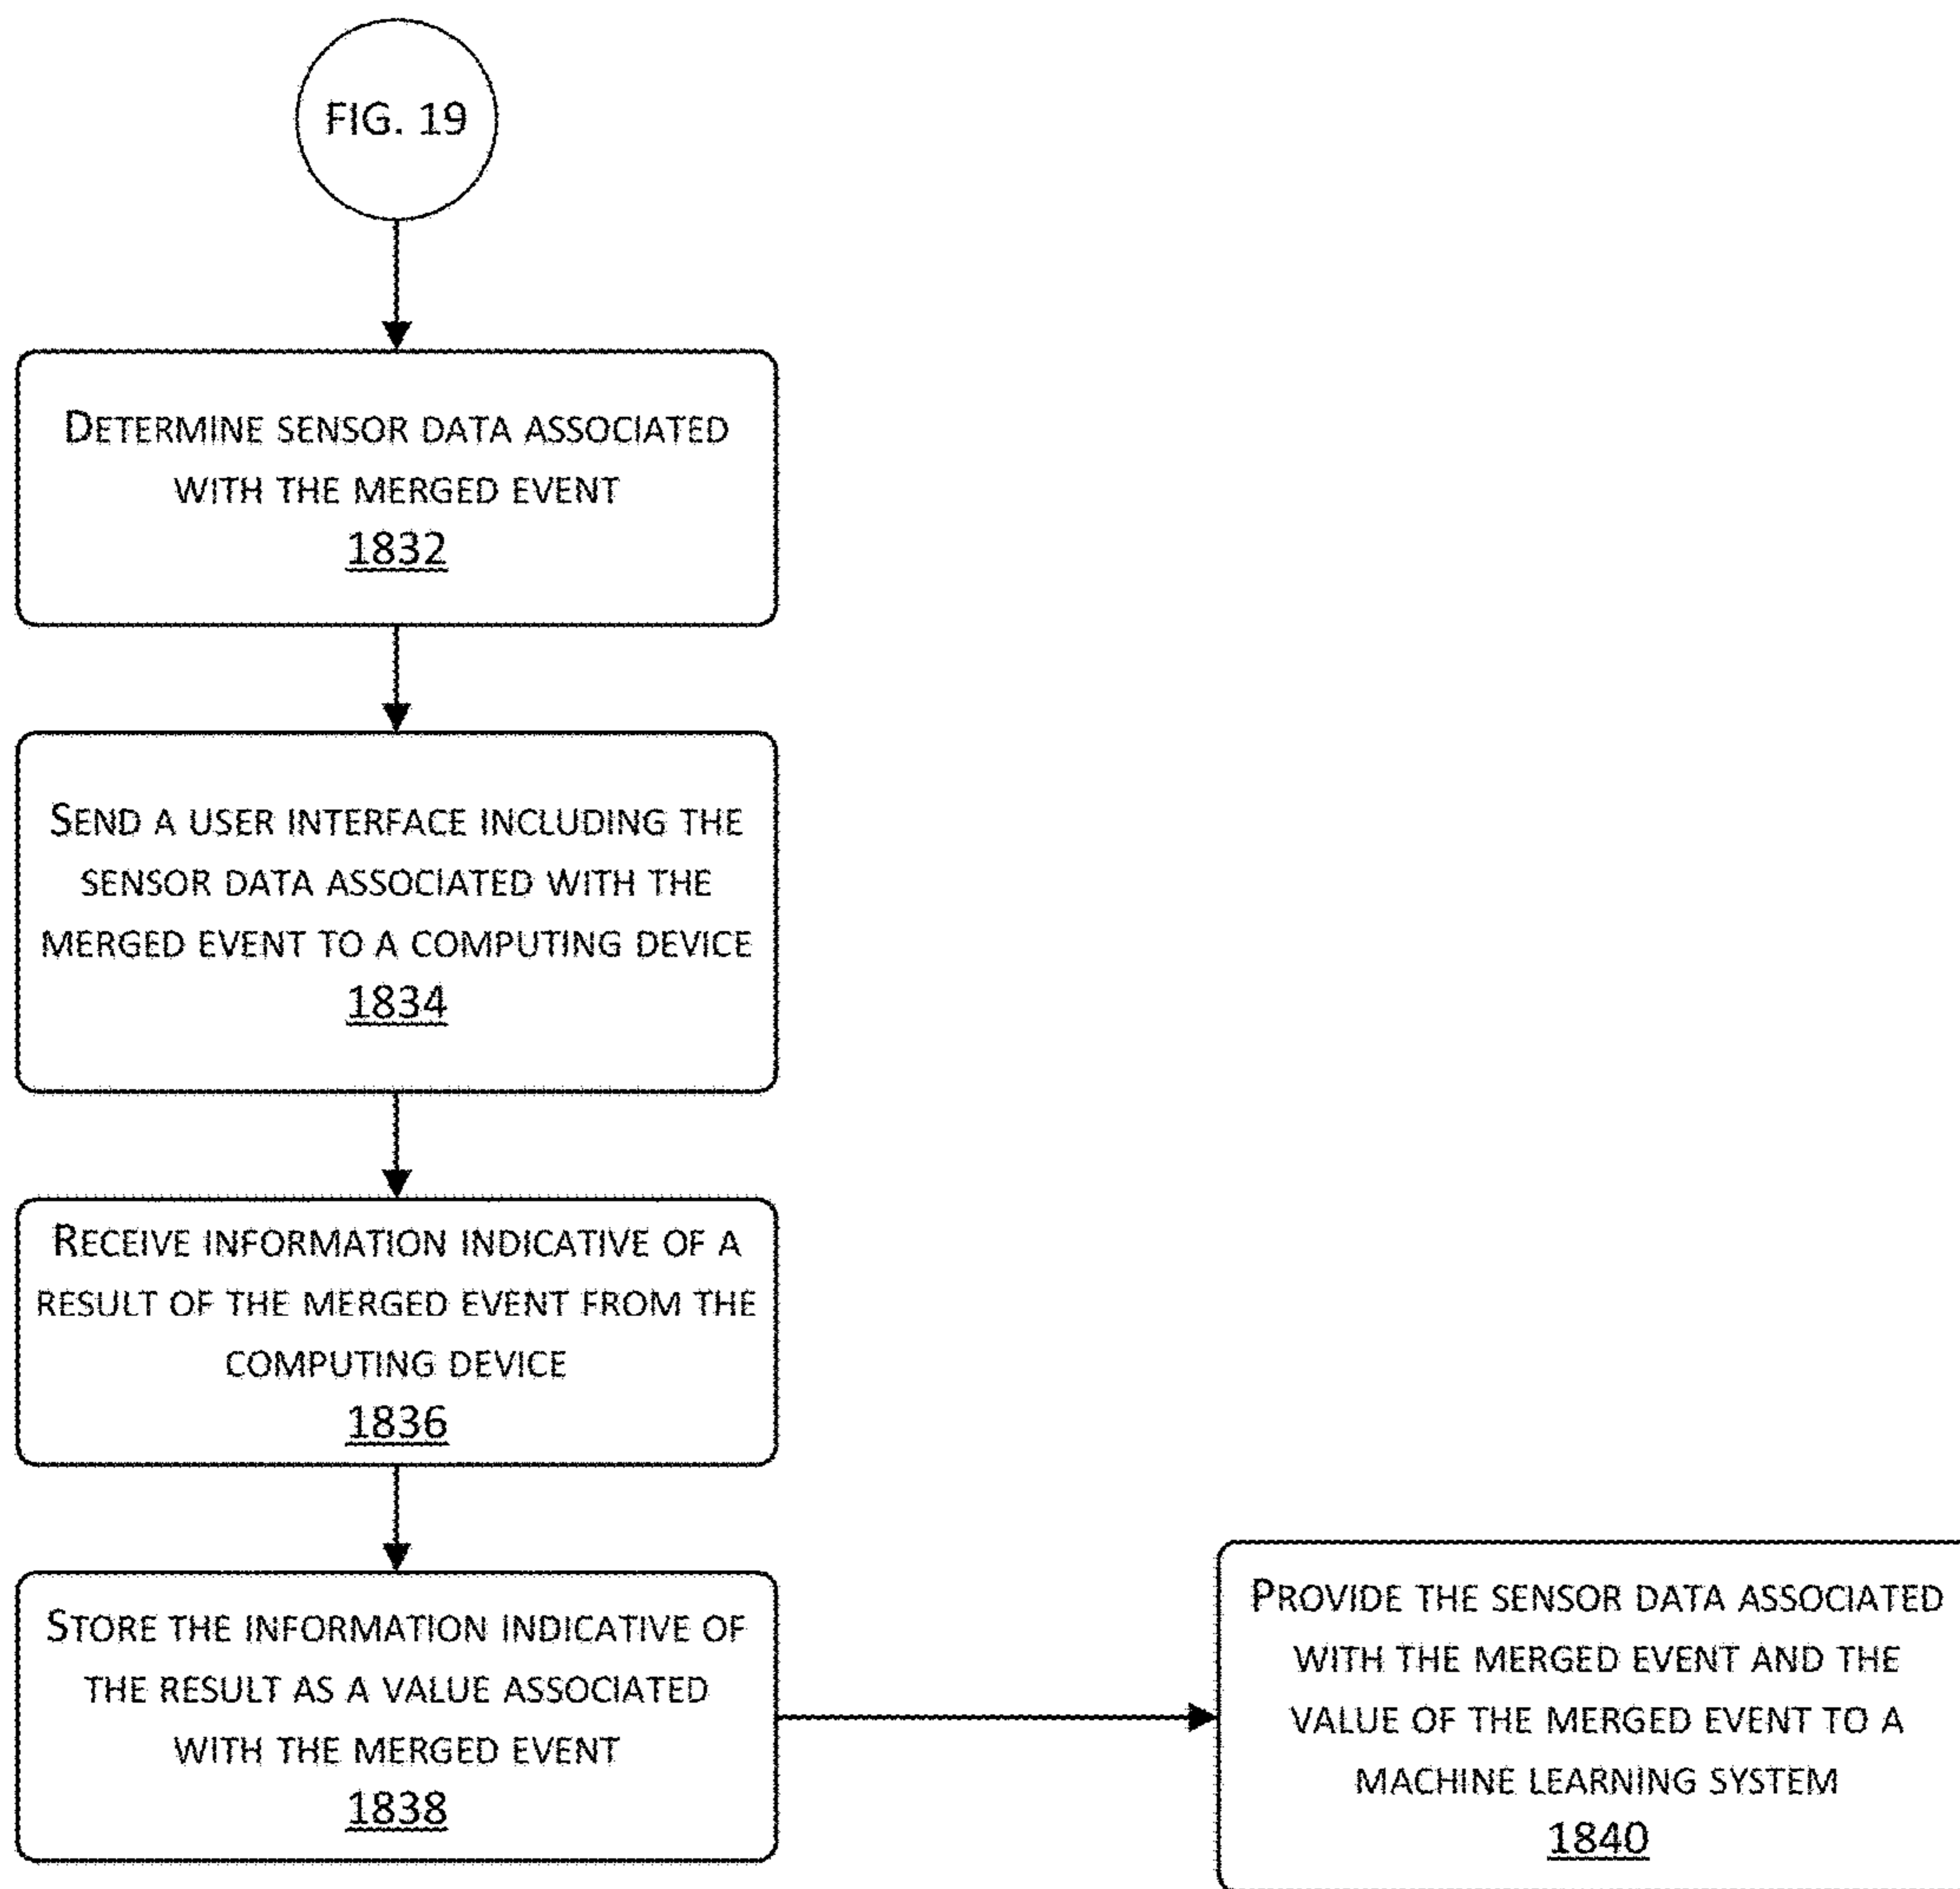 FIG. 19
DETERMINE SENSOR DATA ASSOCIATED
WITH THE MERGED EVENT
1832
SEND A USER INTERFACE INCLUDING THE
SENSOR DATA ASSOCIATED WITH THE
MERGED EVENT TO A COMPUTING DEVICE
1834
RECEIVE INFORMATION INDICATIVE OF A
RESULT OF THE MERGED EVENT FROM THE
COMPUTING DEVICE
1836
STORE THE INFORMATION INDICATIVE OF
THE RESULT AS A VALUE ASSOCIATED
WITH THE MERGED EVENT
1838
PROVIDE THE SENSOR DATA ASSOCIATED
WITH THE MERGED EVENT AND THE
VALUE OF THE MERGED EVENT TO A
MACHINE LEARNING SYSTEM
1840